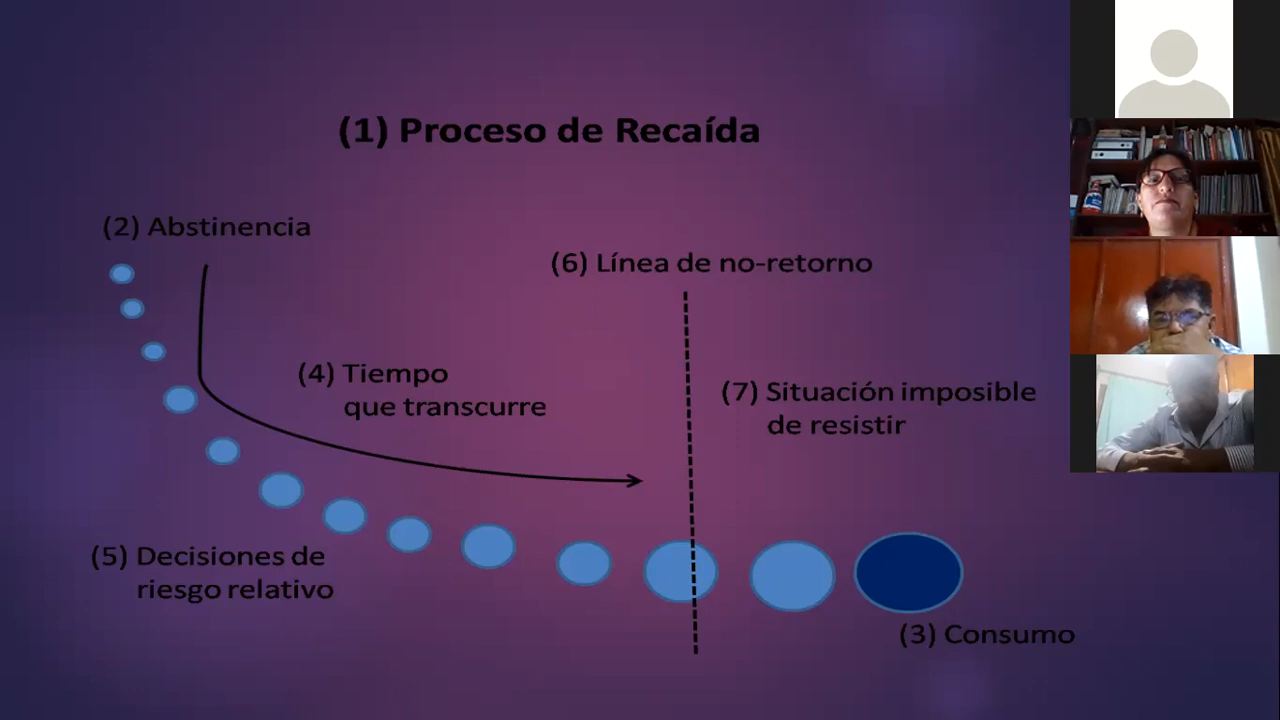 (1) Proceso de Recaída
(2) Abstinencia
(6) Línea de no-retorno
(4) Tiempo
que transcurre
(7) Situación imposible
de resistir
(5) Decisiones de
riesgo relativo
(3) Consumo